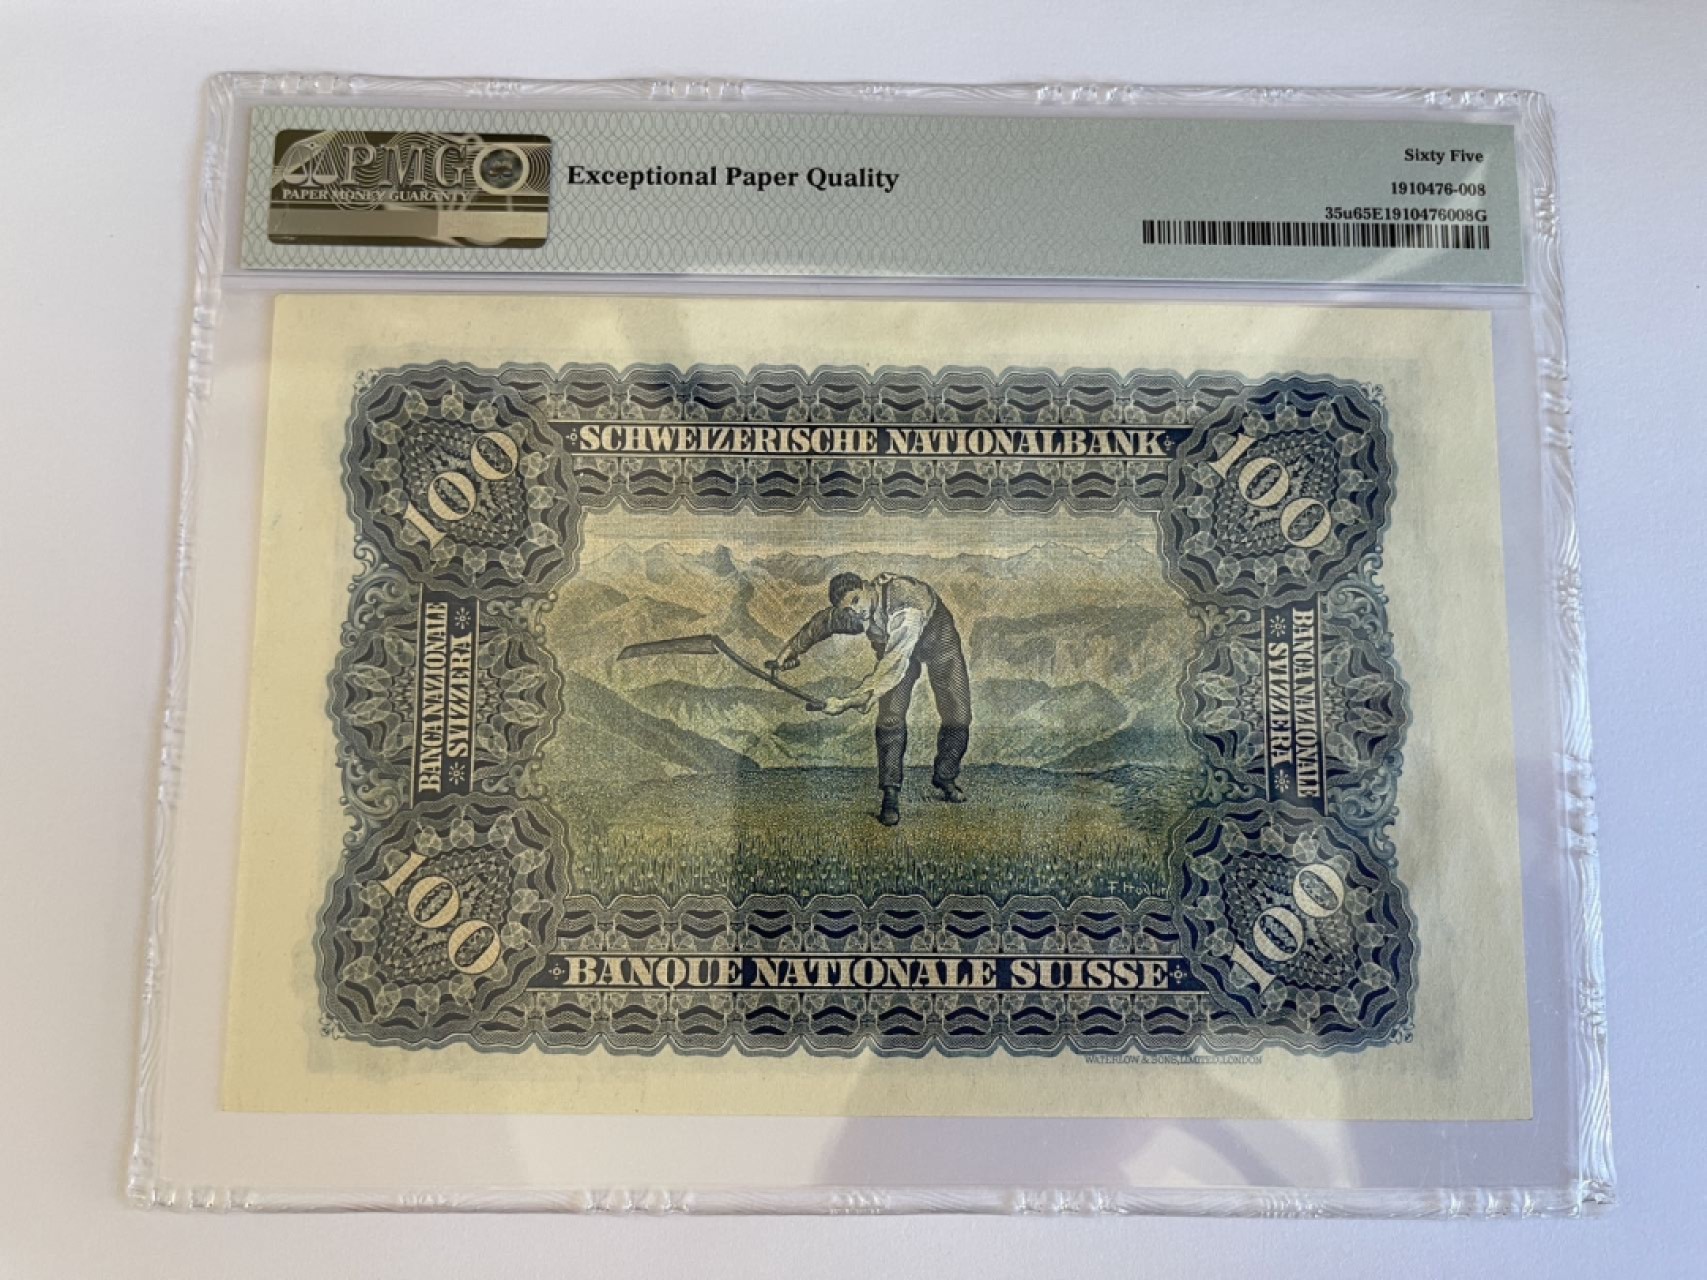 PMG
PAPER MONEY GUARANTY
Exceptional Paper Quality
Sixty Five
1910476-008
35u65E1910476008G
100
SCHWEIZERISCHE NATIONALBANK
100
BANCA NAZIONALE
SVIZZERA
BANCA NAZIONALE
SVIZZERA
F. Hodler
100
BANQUE NATIONALE SUISSE
100
WATERLOW & SONS, LIMITED, LONDON